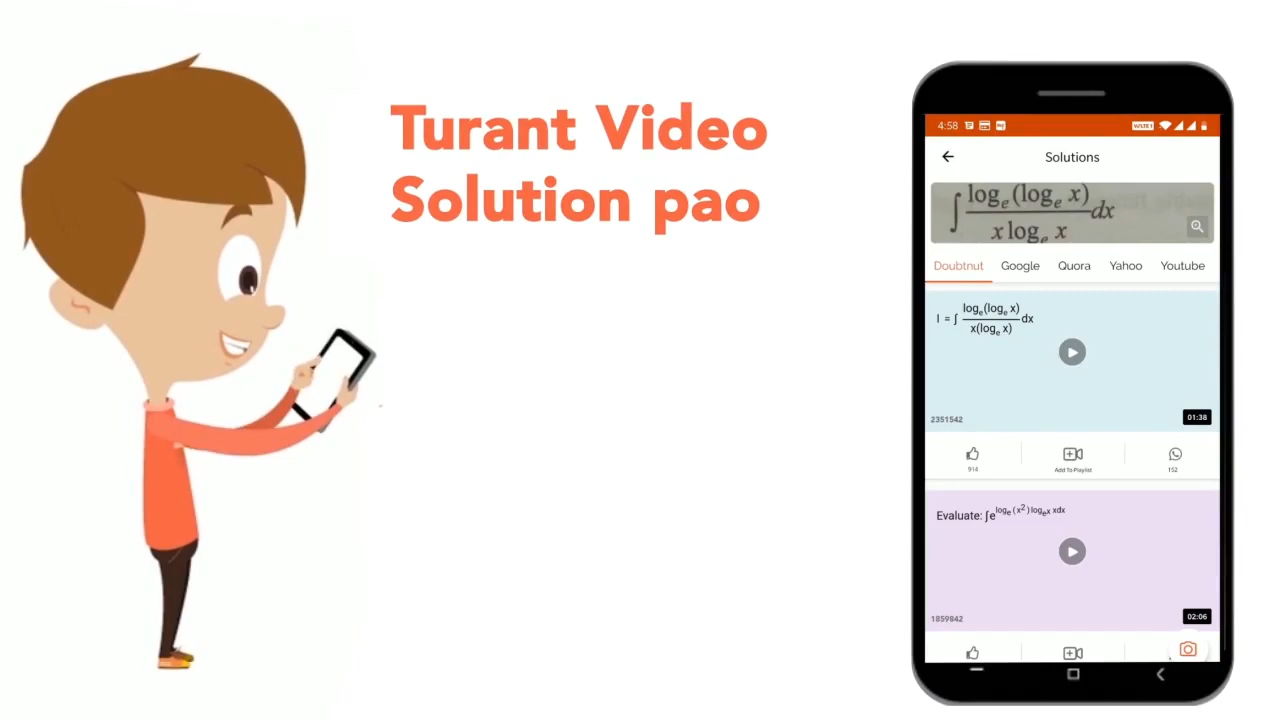 Turant Video
Solution pao
4:58
VoLTE1
Solutions
∫ logₑ(logₑ x) / x logₑ x dx
Doubtnut Google Quora Yahoo Youtube
I = ∫ logₑ(logₑ x) / x(logₑ x) dx
2351542 01:38
914 Add To Playlist 152
Evaluate: ∫e^logₑ(x²)logₑx xdx
1859842 02:06